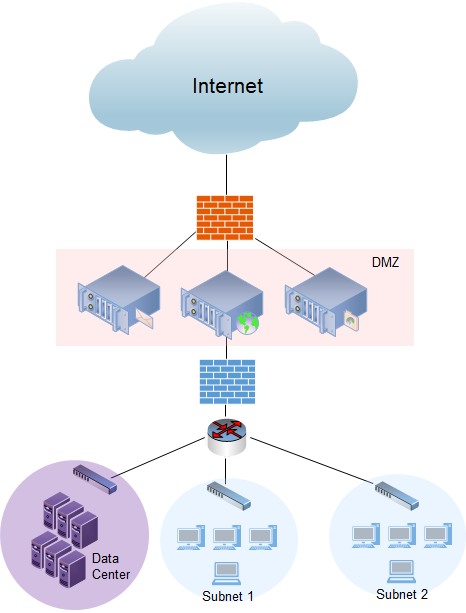 Internet
DMZ
Data
Center
Subnet 1
Subnet 2